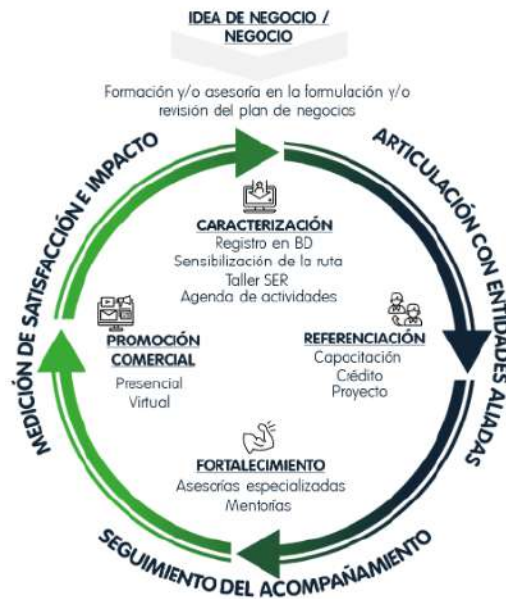 IDEA DE NEGOCIO /
NEGOCIO
Formación y/o asesoría en la formulación y/o
revisión del plan de negocios
ARTICULACIÓN CON ENTIDADES ALIADAS
MEDICIÓN DE SATISFACCIÓN E IMPACTO
CARACTERIZACIÓN
Registro en BD
Sensibilización de la ruta
Taller SER
Agenda de actividades
PROMOCIÓN
COMERCIAL
Presencial
Virtual
REFERENCIACIÓN
Capacitación
Crédito
Proyecto
FORTALECIMIENTO
Asesorías especializadas
Mentorías
SEGUIMIENTO DEL ACOMPAÑAMIENTO